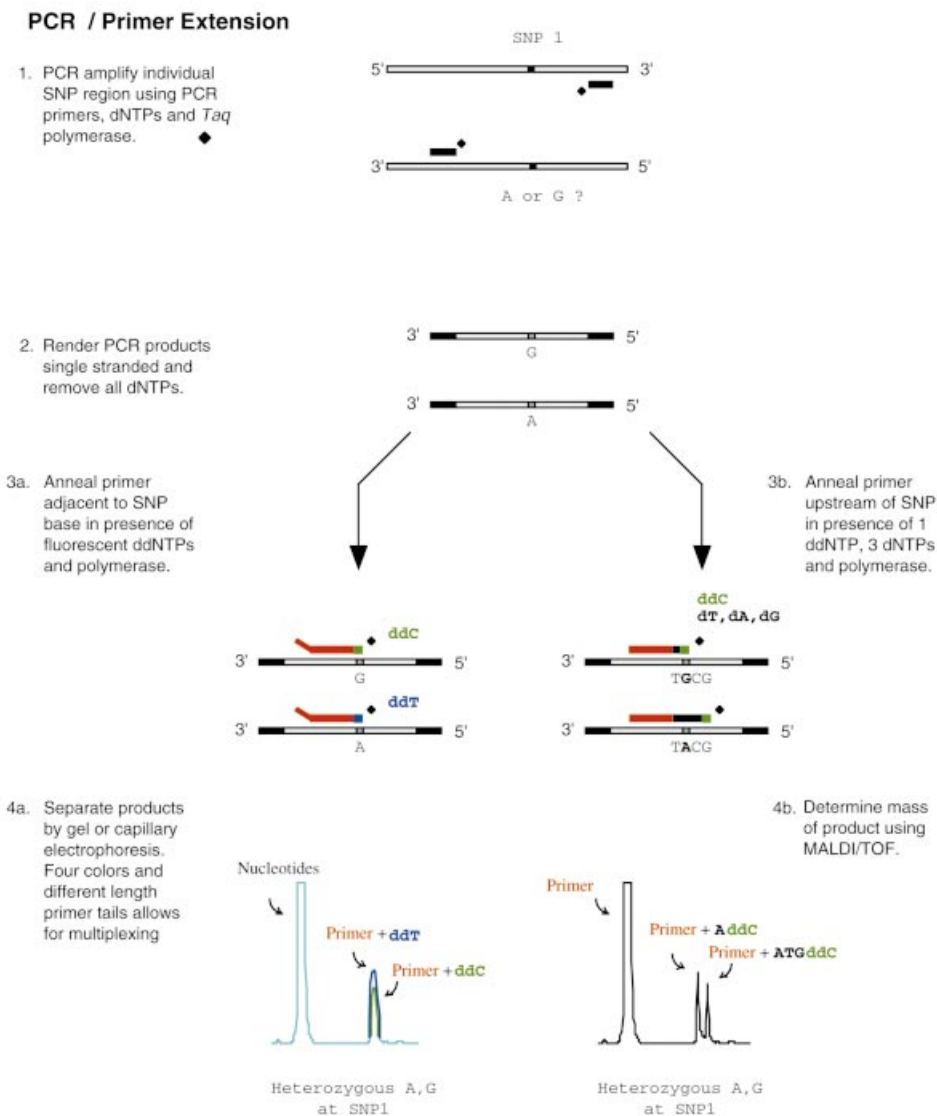 PCR / Primer Extension
SNP 1
1. PCR amplify individual
SNP region using PCR
primers, dNTPs and Taq
polymerase.
5' 3'
3' 5'
A or G ?
2. Render PCR products
single stranded and
remove all dNTPs.
3' 5'
G
3' 5'
A
3a. Anneal primer
adjacent to SNP
base in presence of
fluorescent ddNTPs
and polymerase.
3b. Anneal primer
upstream of SNP
in presence of 1
ddNTP, 3 dNTPs
and polymerase.
ddC
3' 5'
G
ddT
3' 5'
A
ddC
dT,dA,dG
3' 5'
TGCG
3' 5'
TACG
4a. Separate products
by gel or capillary
electrophoresis.
Four colors and
different length
primer tails allows
for multiplexing
4b. Determine mass
of product using
MALDI/TOF.
Nucleotides
Primer + ddT
Primer + ddC
Heterozygous A,G
at SNP1
Primer
Primer + AddC
Primer + ATGddC
Heterozygous A,G
at SNP1